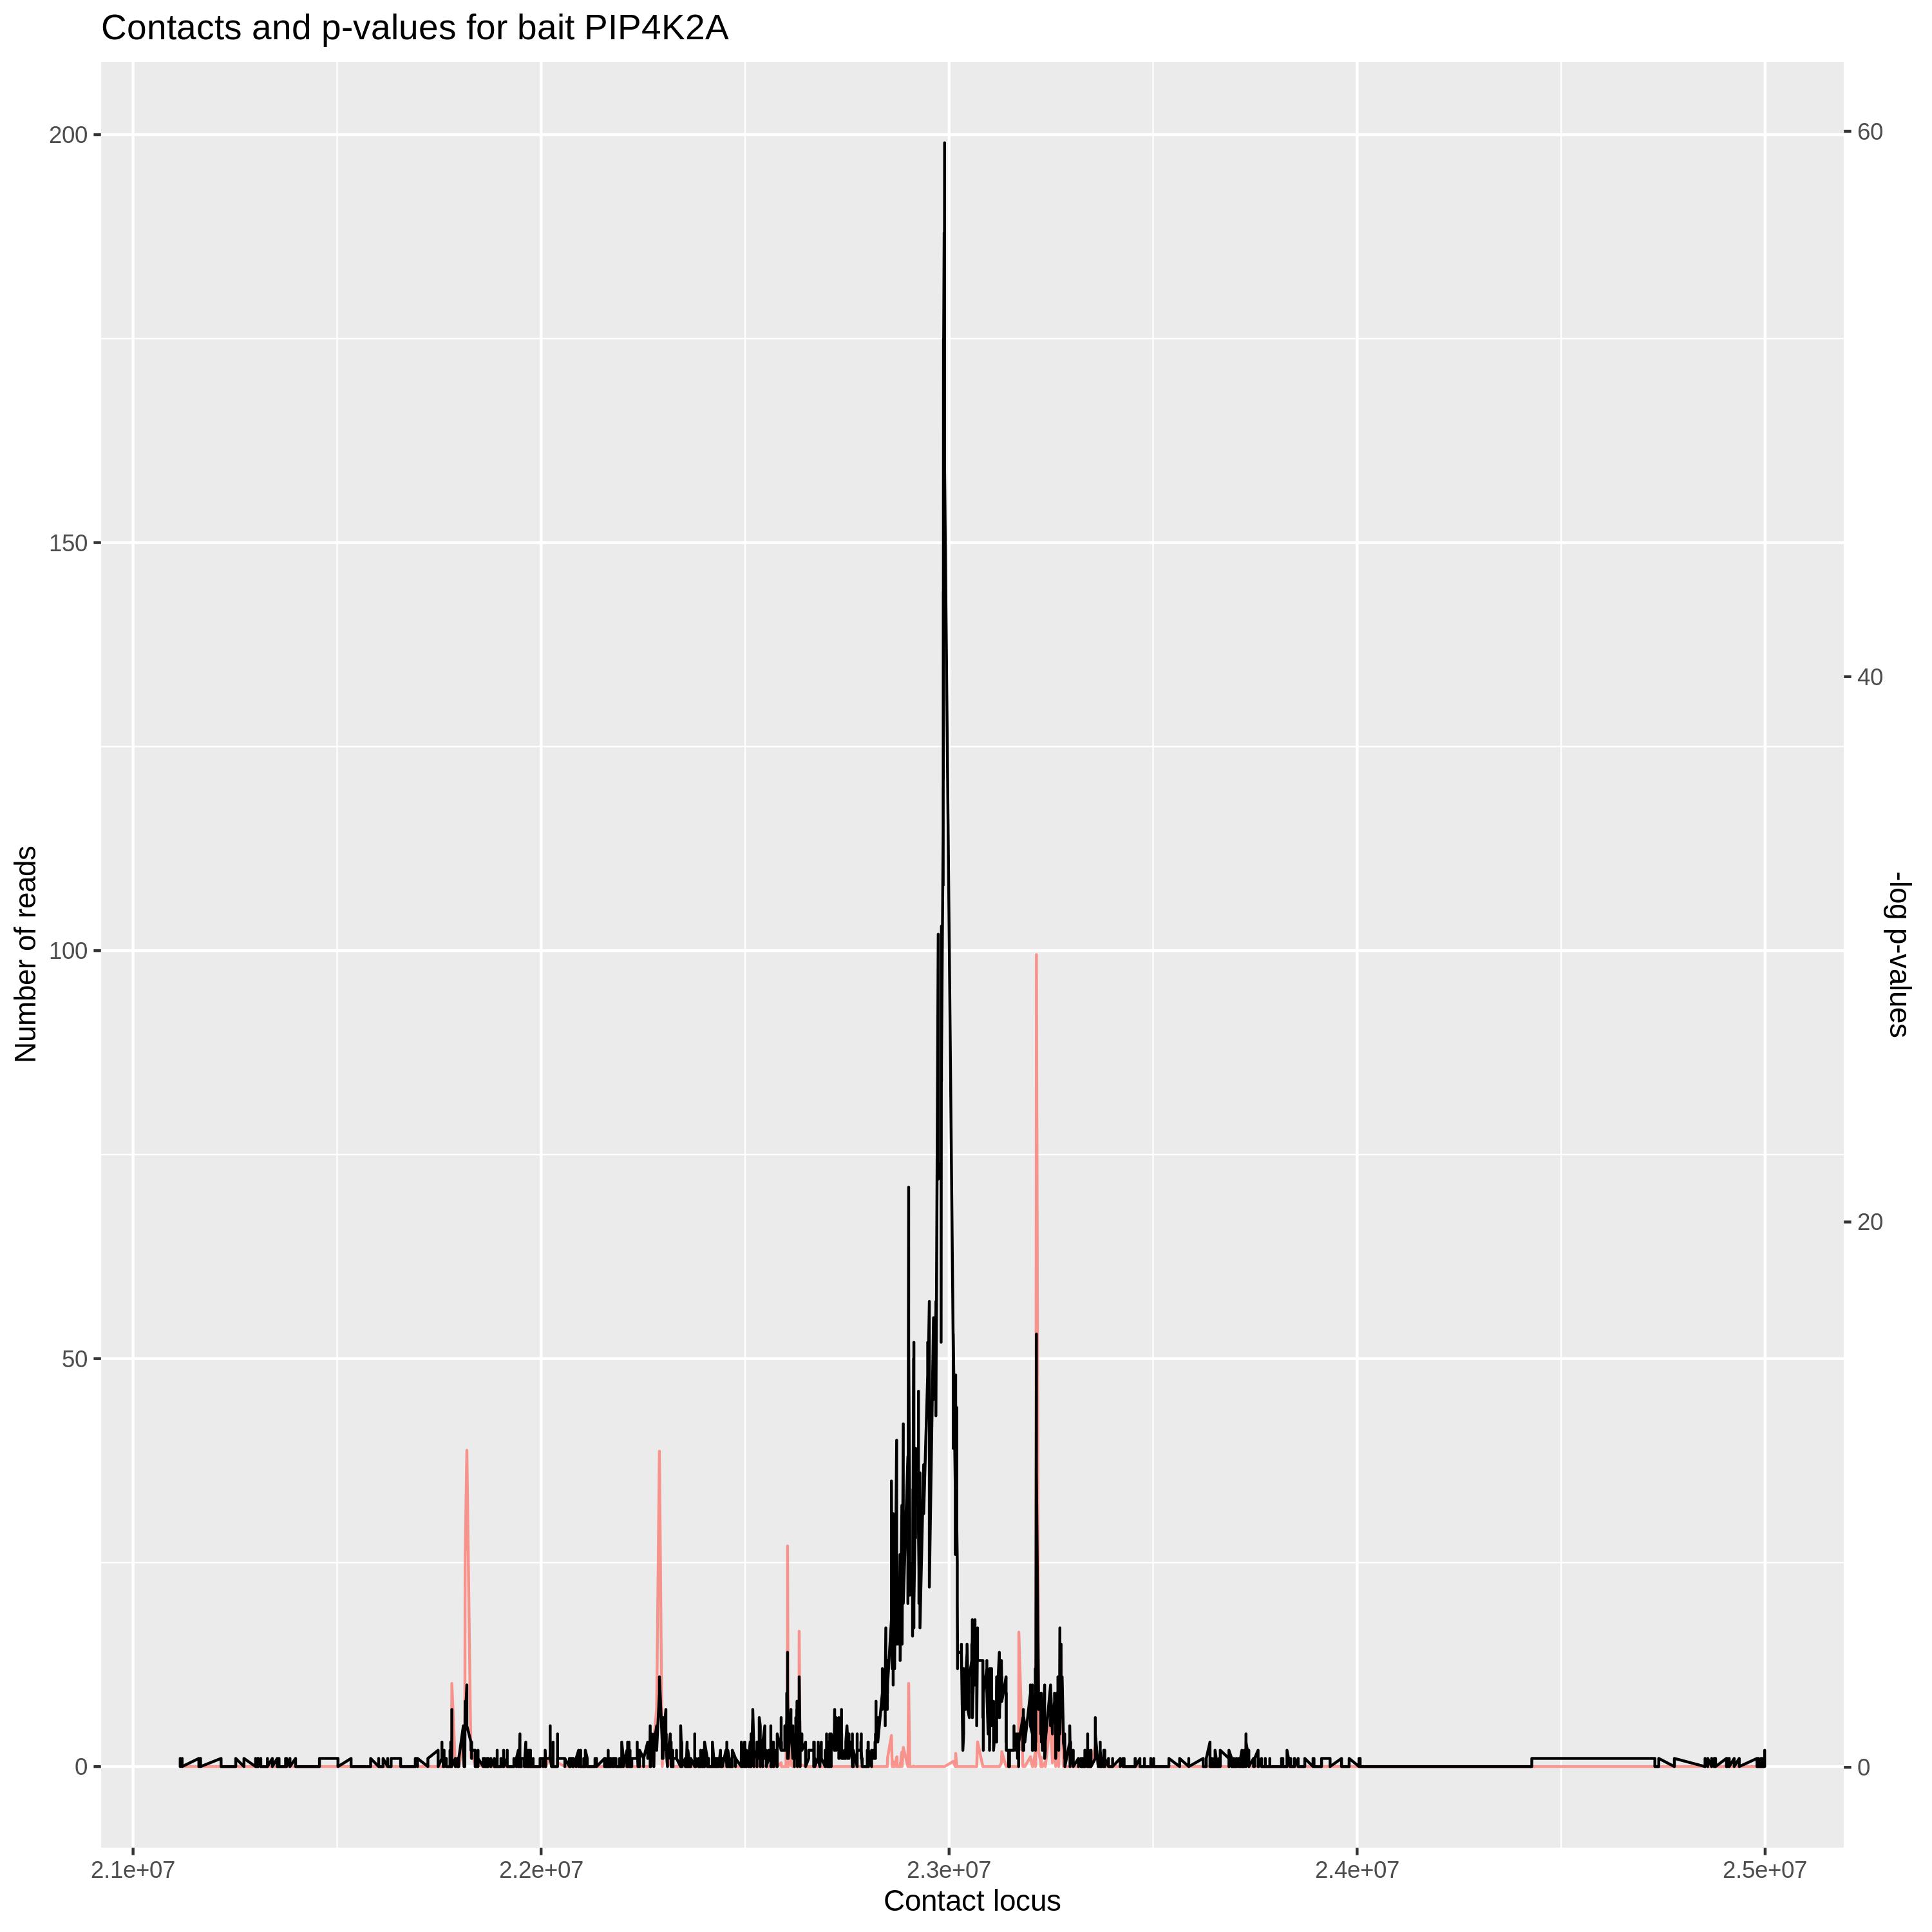 Contacts and p-values for bait PIP4K2A
200
150
100
50
0
Number of reads
60
40
20
0
-log p-values
2.1e+07
2.2e+07
2.3e+07
2.4e+07
2.5e+07
Contact locus